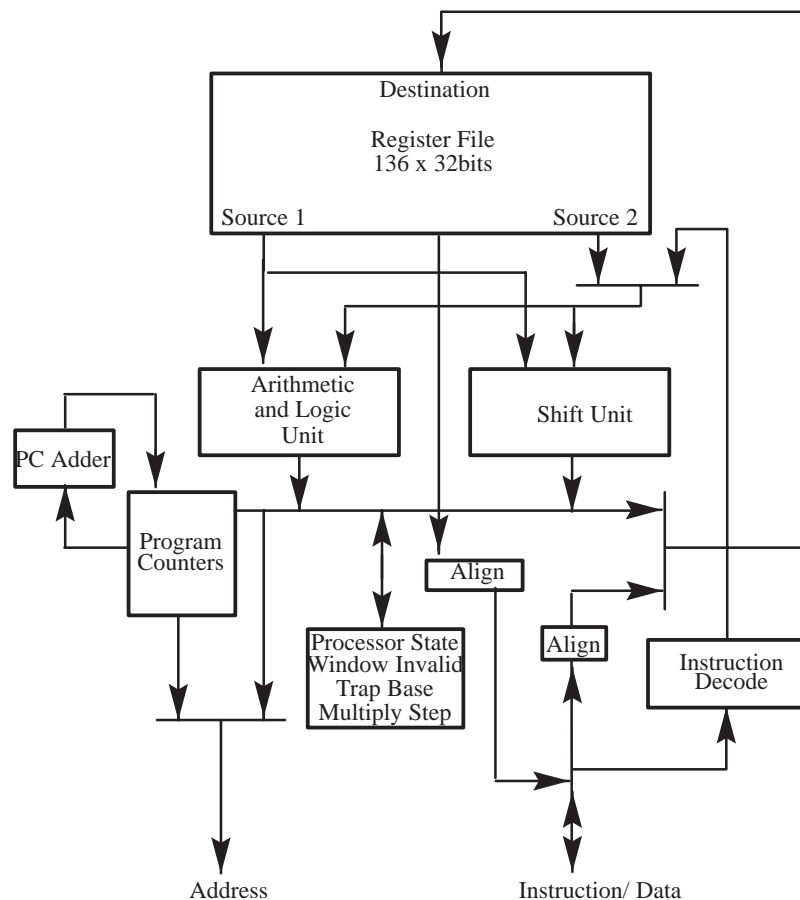 Destination
Register File
136 x 32bits
Source 1
Source 2
Arithmetic
and Logic
Unit
Shift Unit
PC Adder
Program
Counters
Align
Processor State
Window Invalid
Trap Base
Multiply Step
Align
Instruction
Decode
Address
Instruction/ Data